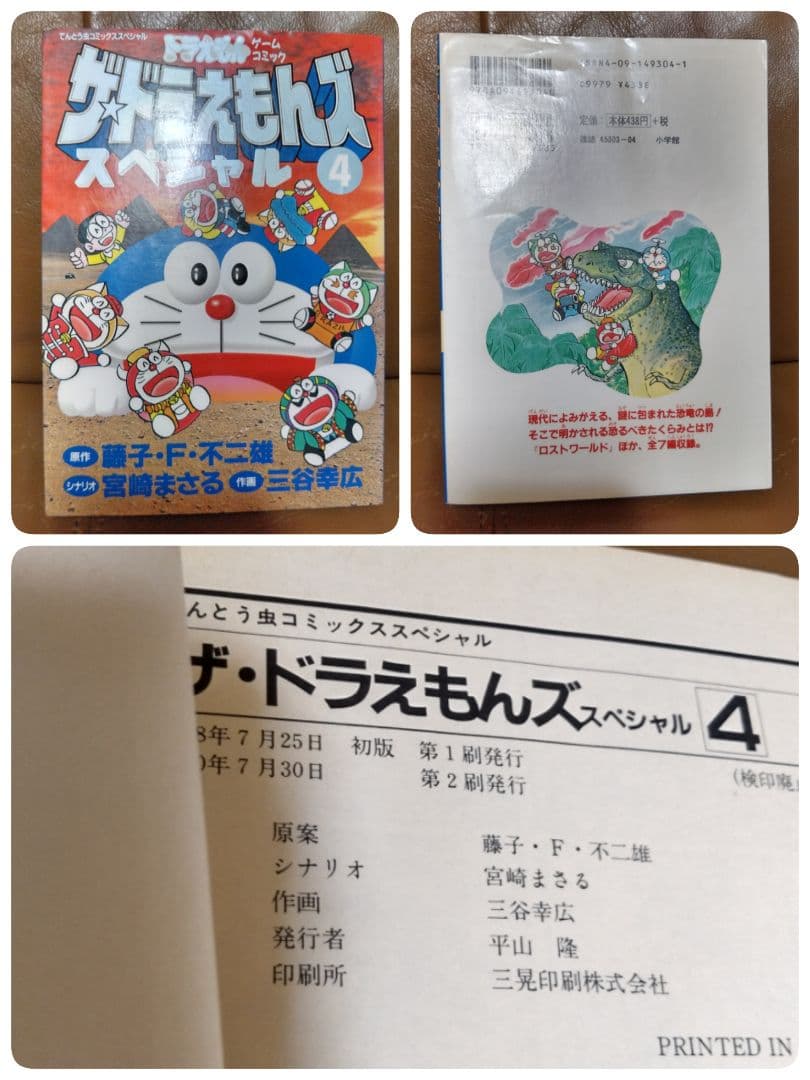 てんとう虫コミックススペシャル
ドラえもん ゲームコミック
ザ★ドラえもんズ
スペシャル 4
原作 藤子・F・不二雄
シナリオ 宮崎まさる 作画 三谷幸広
ISBN4-09-149304-1
C9979 ¥438E
定価：本体438円＋税
雑誌 45003-04 小学館
現代によみがえる、謎に包まれた恐竜の島！
そこで明かされる恐るべきたくらみとは!?
「ロストワールド」ほか、全7編収録。
んとう虫コミックススペシャル
ザ・ドラえもんズスペシャル 4
8年7月25日 初版 第1刷発行
0年7月30日 第2刷発行
（検印廃
原案 藤子・F・不二雄
シナリオ 宮崎まさる
作画 三谷幸広
発行者 平山 隆
印刷所 三晃印刷株式会社
PRINTED IN